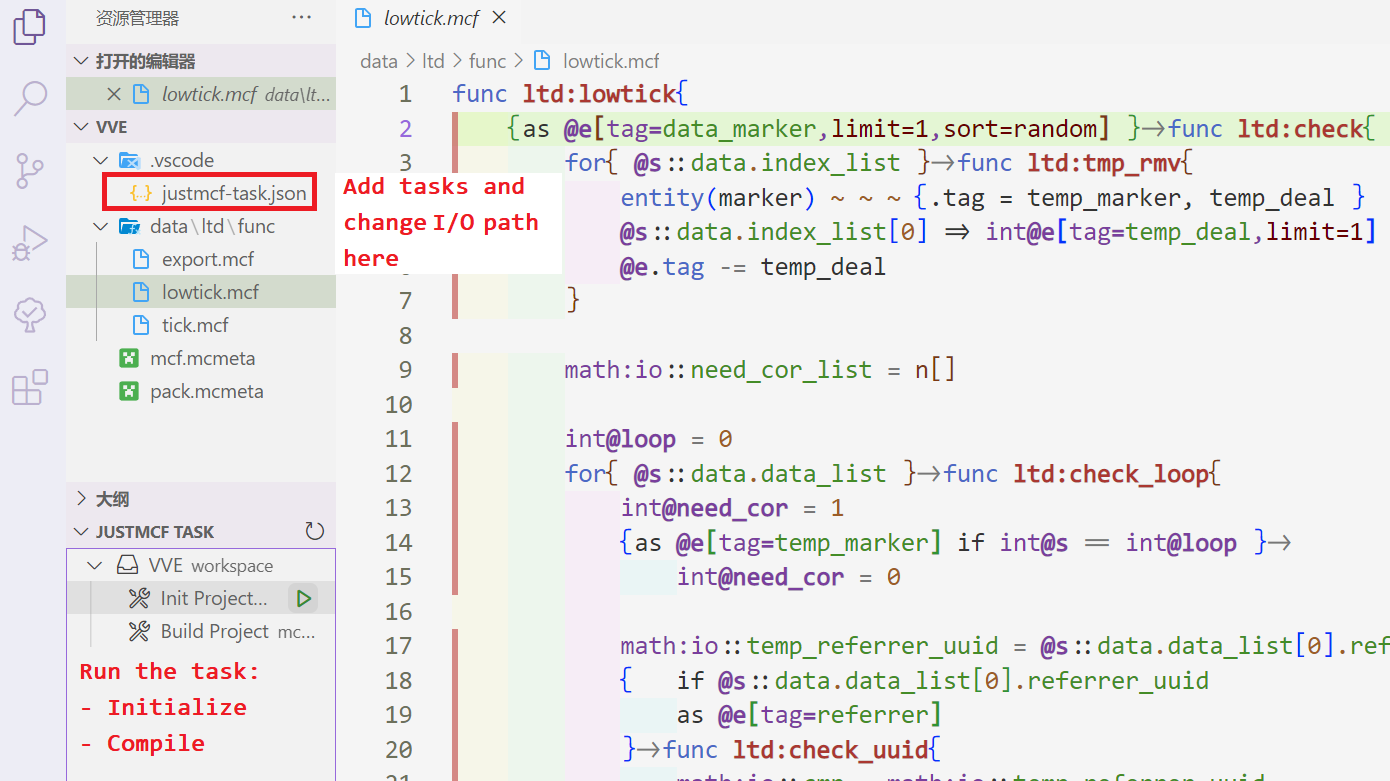 资源管理器 ···
打开的编辑器
lowtick.mcf data\lt...
VVE
.vscode
justmcf-task.json
data\ltd\func
export.mcf
lowtick.mcf
tick.mcf
mcf.mcmeta
pack.mcmeta
大纲
JUSTMCF TASK
VVE workspace
Init Project...
Build Project mc...
Run the task:
- Initialize
- Compile
Add tasks and
change I/O path
here
lowtick.mcf
data > ltd > func > lowtick.mcf
1 func ltd:lowtick{
2 {as @e[tag=data_marker,limit=1,sort=random] }→func ltd:check{
3 for{ @s::data.index_list }→func ltd:tmp_rmv{
entity(marker) ~ ~ ~ {.tag = temp_marker, temp_deal }
@s::data.index_list[0] ⇒ int@e[tag=temp_deal,limit=1]
@e.tag -= temp_deal
7 }
8
9 math:io::need_cor_list = n[]
10
11 int@loop = 0
12 for{ @s::data.data_list }→func ltd:check_loop{
13 int@need_cor = 1
14 {as @e[tag=temp_marker] if int@s == int@loop }→
15 int@need_cor = 0
16
17 math:io::temp_referrer_uuid = @s::data.data_list[0].ref
18 { if @s::data.data_list[0].referrer_uuid
19 as @e[tag=referrer]
20 }→func ltd:check_uuid{